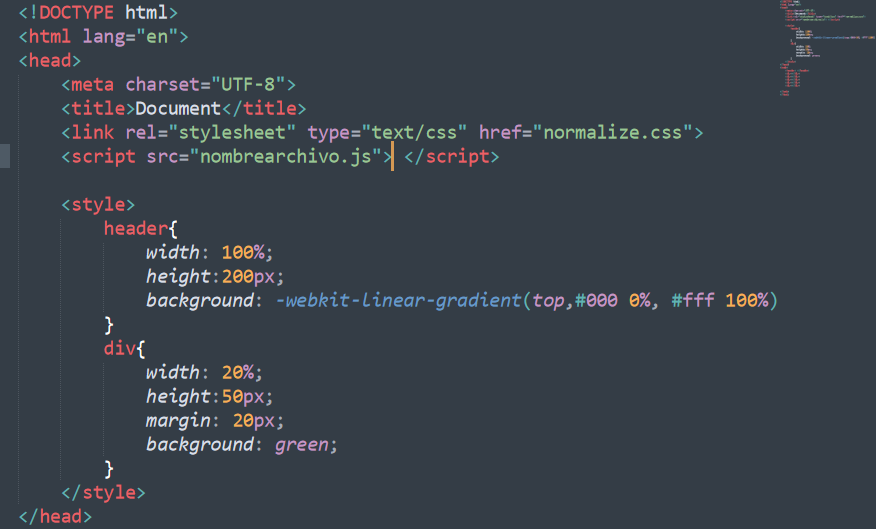 <!DOCTYPE html>
<html lang="en">
<head>
<meta charset="UTF-8">
<title>Document</title>
<link rel="stylesheet" type="text/css" href="normalize.css">
<script src="nombrearchivo.js"> </script>
<style>
header{
width: 100%;
height:200px;
background: -webkit-linear-gradient(top,#000 0%, #fff 100%)
}
div{
width: 20%;
height:50px;
margin: 20px;
background: green;
}
</style>
</head>